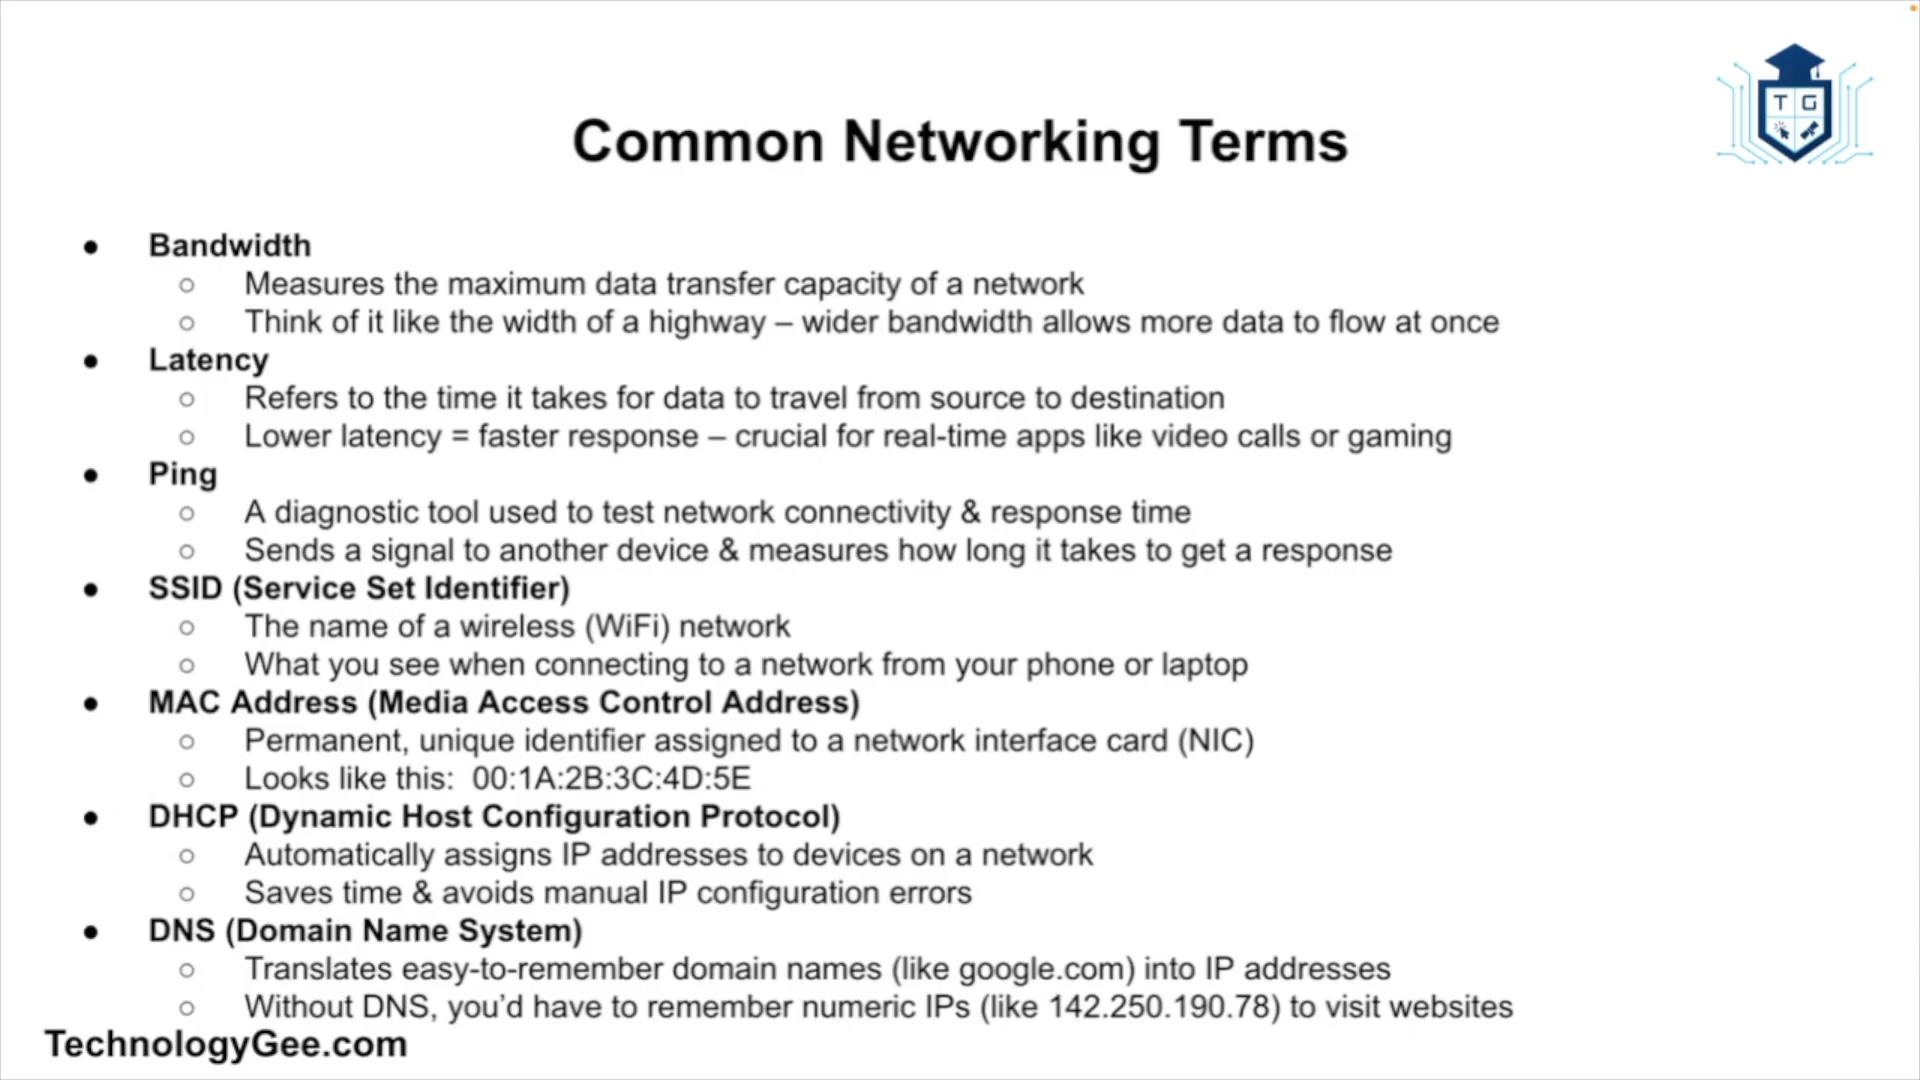 T G
Common Networking Terms
● Bandwidth
○ Measures the maximum data transfer capacity of a network
○ Think of it like the width of a highway – wider bandwidth allows more data to flow at once
● Latency
○ Refers to the time it takes for data to travel from source to destination
○ Lower latency = faster response – crucial for real-time apps like video calls or gaming
● Ping
○ A diagnostic tool used to test network connectivity & response time
○ Sends a signal to another device & measures how long it takes to get a response
● SSID (Service Set Identifier)
○ The name of a wireless (WiFi) network
○ What you see when connecting to a network from your phone or laptop
● MAC Address (Media Access Control Address)
○ Permanent, unique identifier assigned to a network interface card (NIC)
○ Looks like this: 00:1A:2B:3C:4D:5E
● DHCP (Dynamic Host Configuration Protocol)
○ Automatically assigns IP addresses to devices on a network
○ Saves time & avoids manual IP configuration errors
● DNS (Domain Name System)
○ Translates easy-to-remember domain names (like google.com) into IP addresses
○ Without DNS, you’d have to remember numeric IPs (like 142.250.190.78) to visit websites
TechnologyGee.com